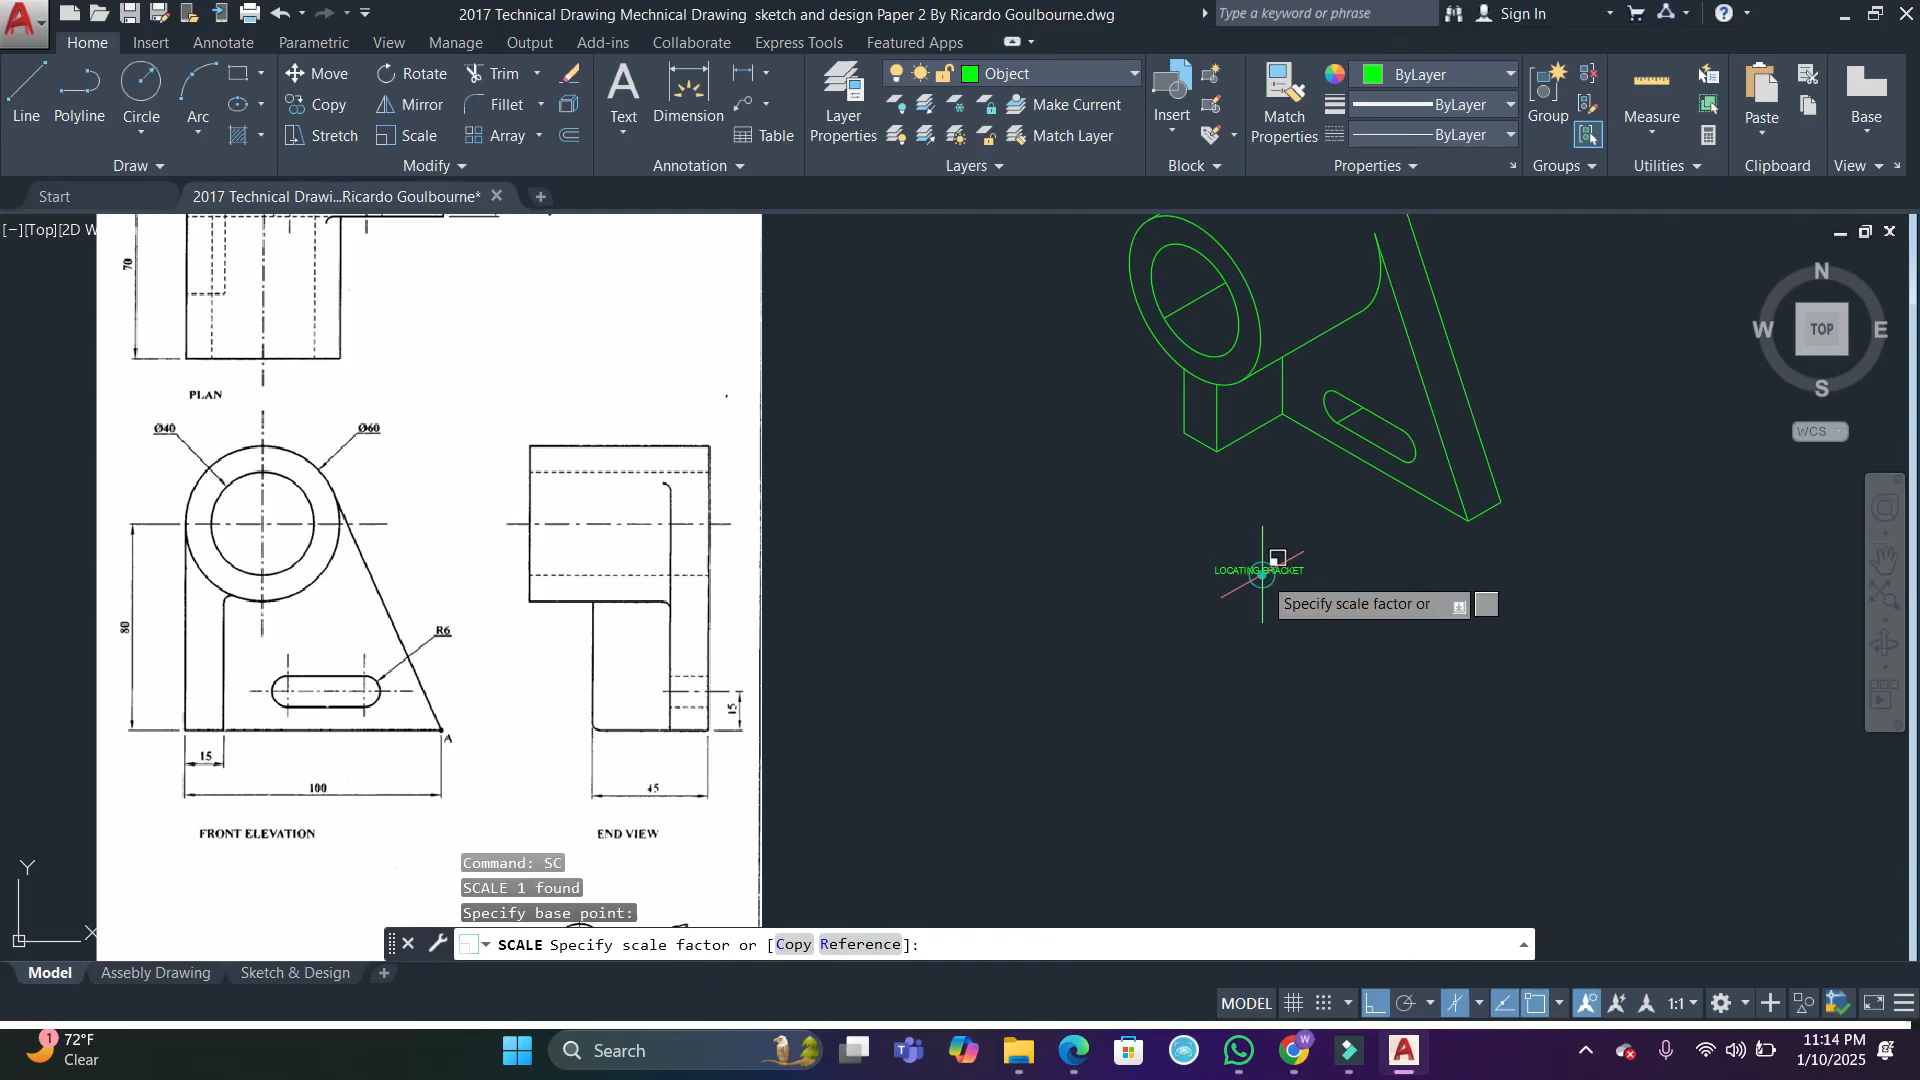 2017 Technical Drawing Mechnical Drawing  sketch and design Paper 2 By Ricardo Goulbourne.dwg
Type a keyword or phrase
Sign In
Home Insert Annotate Parametric View Manage Output Add-ins Collaborate Express Tools Featured Apps
Line Polyline Circle Arc
Draw
Move Rotate Trim
Copy Mirror Fillet
Stretch Scale Array
Modify
Text Dimension Table
Annotation
Layer Properties
Object
Make Current
Match Layer
Layers
Insert
Block
Match Properties
ByLayer
ByLayer
ByLayer
Properties
Group
Groups
Measure
Utilities
Paste
Clipboard
Base
View
Start
2017 Technical Drawi...Ricardo Goulbourne*
[−][Top][2D W
N
W TOP E
S
WCS
70
PLAN
Ø40 Ø60
80
R6
A
15
100
15
45
FRONT ELEVATION
END VIEW
LOCATING BRACKET
Specify scale factor or
Y
X
Command: SC
SCALE 1 found
Specify base point:
SCALE Specify scale factor or [Copy Reference]:
Model Assebly Drawing Sketch & Design
MODEL
1:1
1
72°F
Clear
Search
W
11:14 PM
1/10/2025